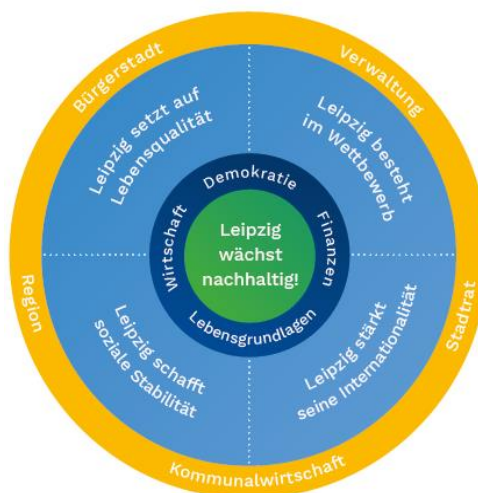 Bürgerstadt
Verwaltung
Leipzig setzt auf
Lebensqualität
Leipzig besteht
im Wettbewerb
Demokratie
Wirtschaft
Finanzen
Leipzig
wächst
nachhaltig!
Lebensgrundlagen
Region
Stadtrat
Leipzig schafft
soziale Stabilität
Leipzig stärkt
seine Internationalität
Kommunalwirtschaft